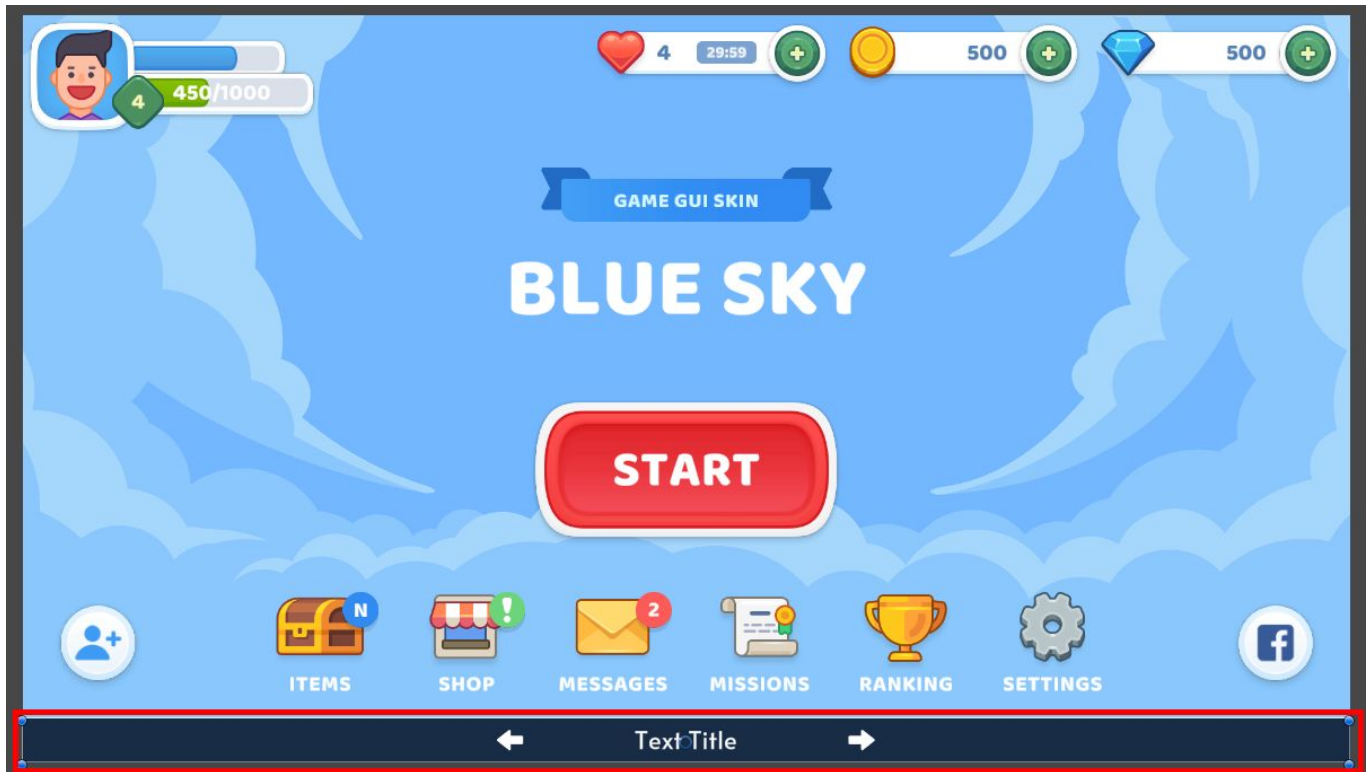 4 29:59 500 500
4 450/1000
GAME GUI SKIN
BLUE SKY
START
N ! 2
ITEMS SHOP MESSAGES MISSIONS RANKING SETTINGS
Text Title